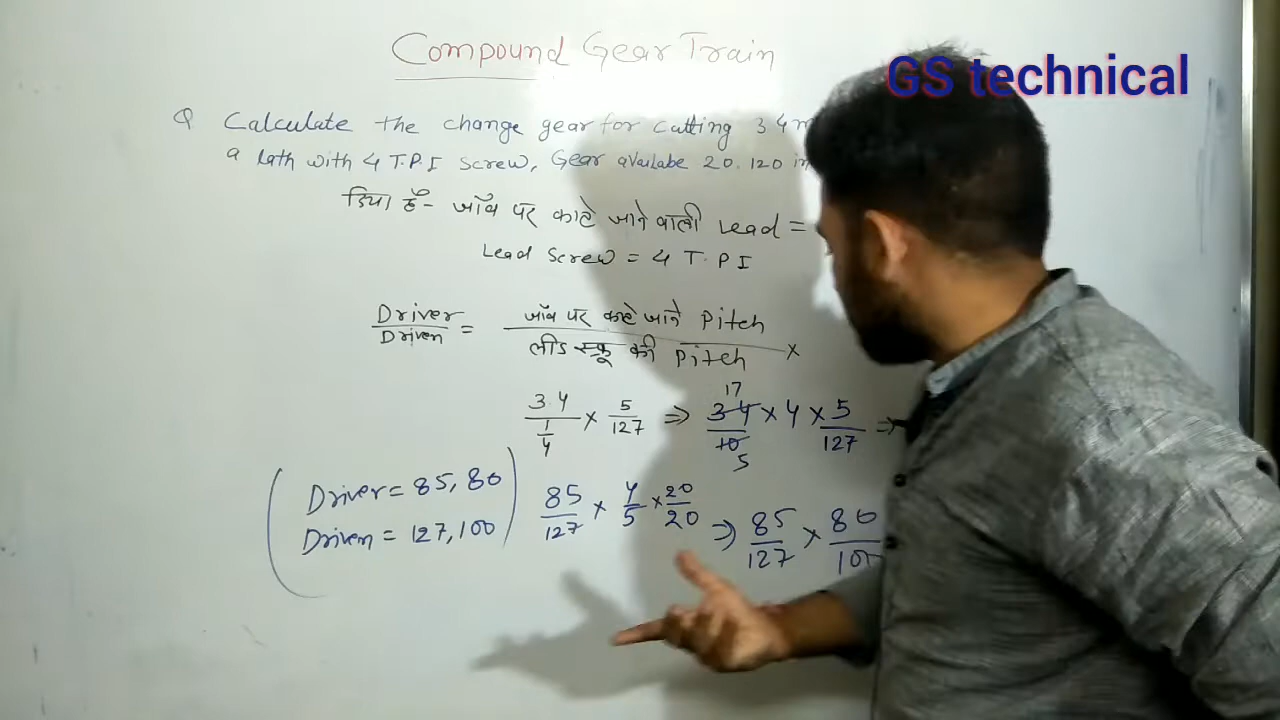 GS technical
Compound Gear Train
Q Calculate the change gear for cutting 3 4
a lath with 4 T.P.I Screw, Gear availabe 20.120 in
दिया है- जॉब पर काटे जाने वाली Lead =
Lead Screw = 4 T.P.I
Driver/Driven = जॉब पर काटे जाने Pitch/लीड स्क्रू की Pitch ×
3.4/(1/4) × 5/127 ⇒ 17 3 4/10 5 × 4 × 5/127 ⇒
Driver = 85, 80
Driven = 127, 100
85/127 × 4/5 × 20/20 ⇒ 85/127 × 80/100